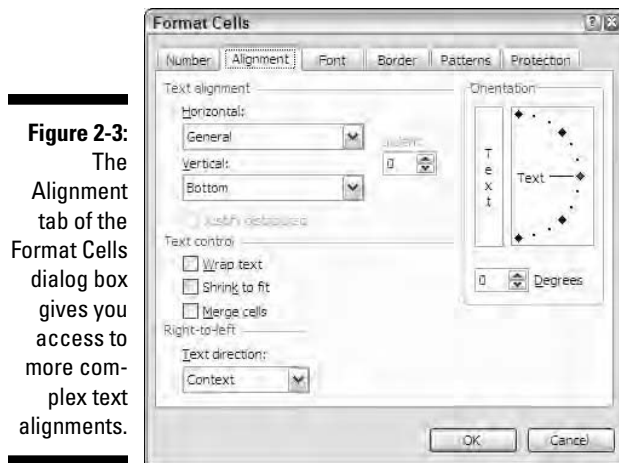 Figure 2-3:
The
Alignment
tab of the
Format Cells
dialog box
gives you
access to
more com-
plex text
alignments.
Format Cells
Number Alignment Font Border Patterns Protection
Text alignment
Horizontal:
General
Indent:
0
Vertical:
Bottom
Justify distributed
Text control
Wrap text
Shrink to fit
Merge cells
Right-to-left
Text direction:
Context
Orientation
T
e
x
t
Text
0 Degrees
OK Cancel